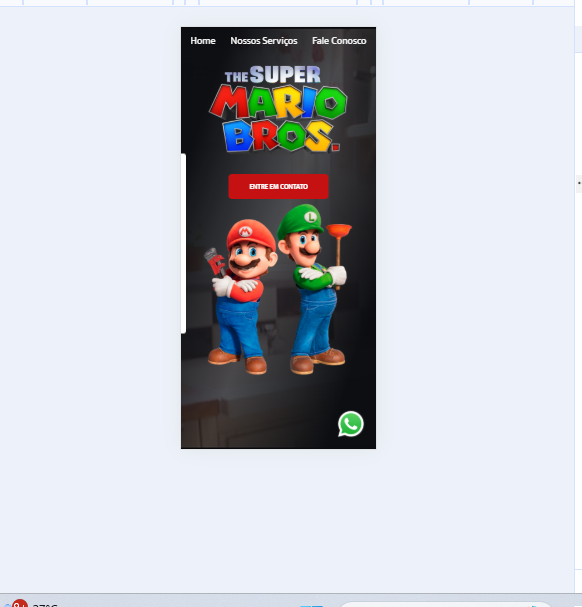 Home Nossos Serviços Fale Conosco
THE SUPER
MARIO
BROS.
ENTRE EM CONTATO
M
L